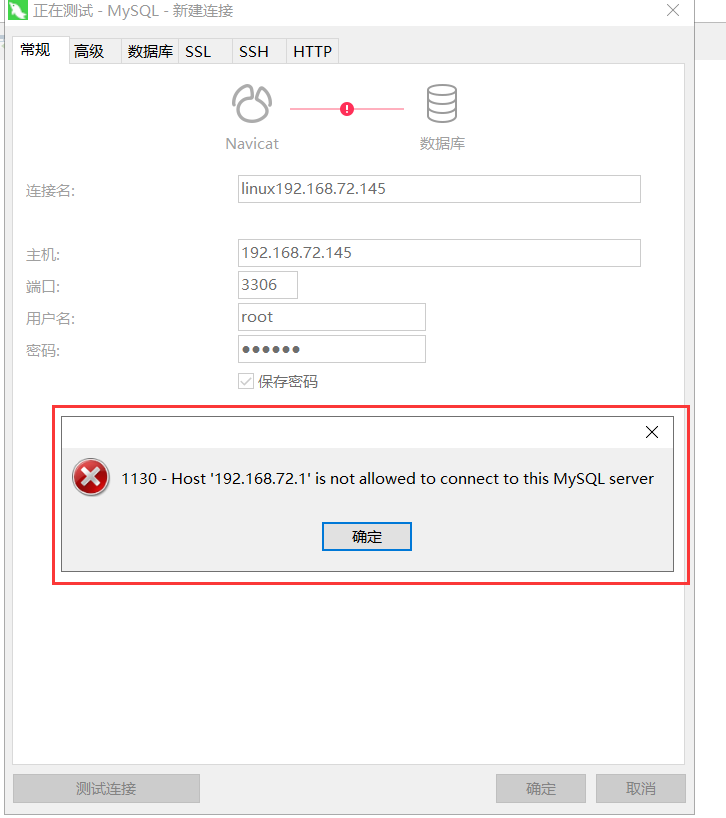 正在测试 - MySQL - 新建连接
常规 高级 数据库 SSL SSH HTTP
Navicat 数据库
连接名: linux192.168.72.145
主机: 192.168.72.145
端口: 3306
用户名: root
密码: ●●●●●●
保存密码
1130 - Host '192.168.72.1' is not allowed to connect to this MySQL server
确定
测试连接 确定 取消